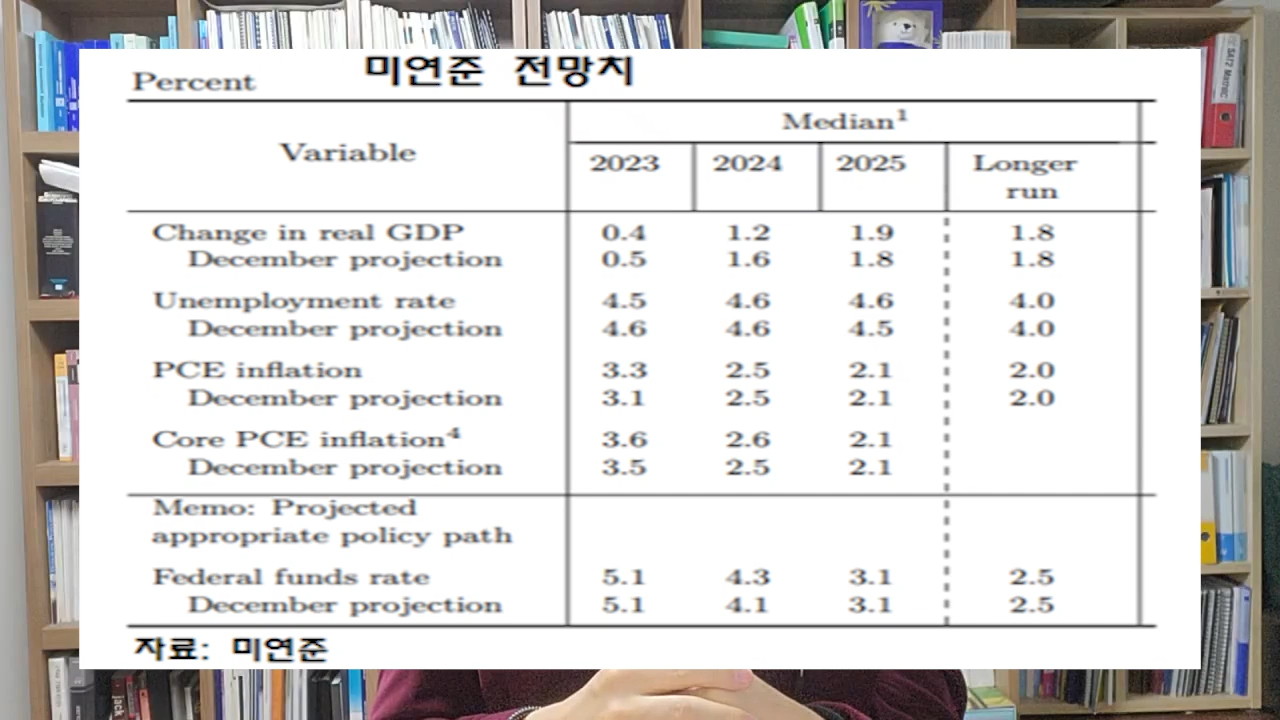 Percent 미연준 전망치
Variable Median¹
2023 2024 2025 Longer run
Change in real GDP 0.4 1.2 1.9 1.8
December projection 0.5 1.6 1.8 1.8
Unemployment rate 4.5 4.6 4.6 4.0
December projection 4.6 4.6 4.5 4.0
PCE inflation 3.3 2.5 2.1 2.0
December projection 3.1 2.5 2.1 2.0
Core PCE inflation⁴ 3.6 2.6 2.1
December projection 3.5 2.5 2.1
Memo: Projected
appropriate policy path
Federal funds rate 5.1 4.3 3.1 2.5
December projection 5.1 4.1 3.1 2.5
자료: 미연준
jack